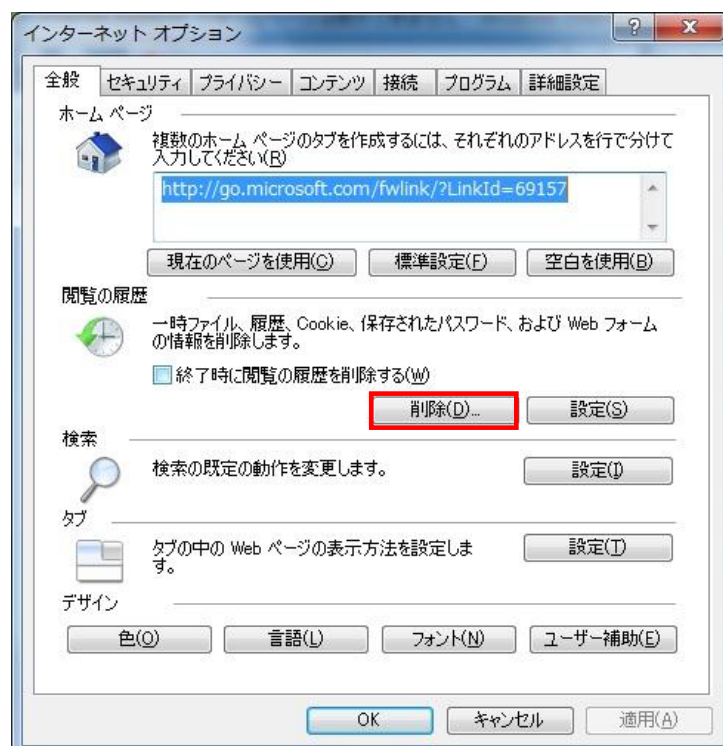 インターネット オプション
全般 セキュリティ プライバシー コンテンツ 接続 プログラム 詳細設定
ホーム ページ
複数のホーム ページのタブを作成するには、それぞれのアドレスを行で分けて
入力してください(R)
http://go.microsoft.com/fwlink/?LinkId=69157
現在のページを使用(C) 標準設定(F) 空白を使用(B)
閲覧の履歴
一時ファイル、履歴、Cookie、保存されたパスワード、および Web フォーム
の情報を削除します。
終了時に閲覧の履歴を削除する(W)
削除(D)... 設定(S)
検索
検索の既定の動作を変更します。
設定(I)
タブ
タブの中の Web ページの表示方法を設定しま
す。
設定(T)
デザイン
色(O) 言語(L) フォント(N) ユーザー補助(E)
OK キャンセル 適用(A)